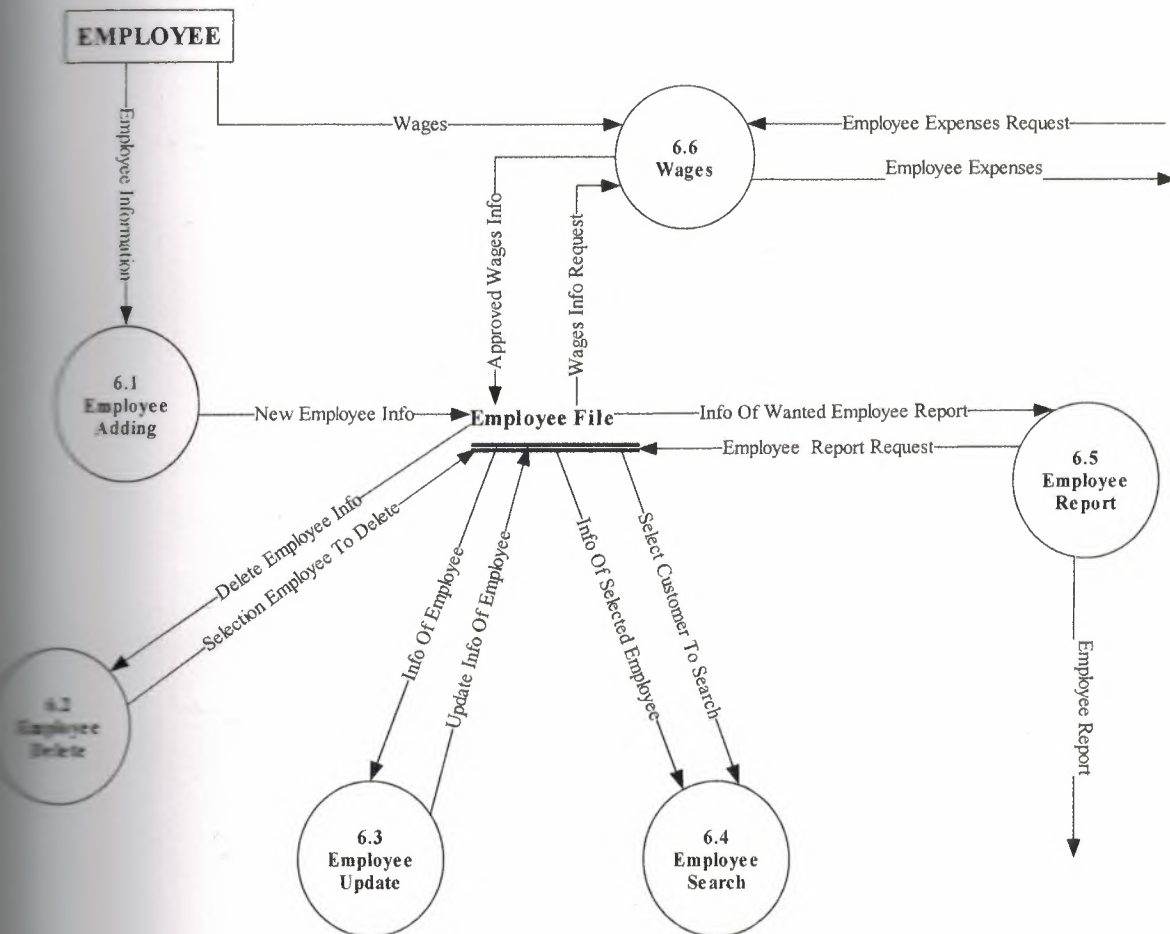 EMPLOYEE
Employee Information
Wages
6.6
Wages
Employee Expenses Request
Employee Expenses
Approved Wages Info
Wages Info Request
6.1
Employee
Adding
New Employee Info
Employee File
Info Of Wanted Employee Report
Employee Report Request
6.5
Employee
Report
Delete Employee Info
Selection Employee To Delete
Info Of Employee
Update Info Of Employee
Info Of Selected Employee
Select Customer To Search
Employee Report
6.2
Employee
Delete
6.3
Employee
Update
6.4
Employee
Search